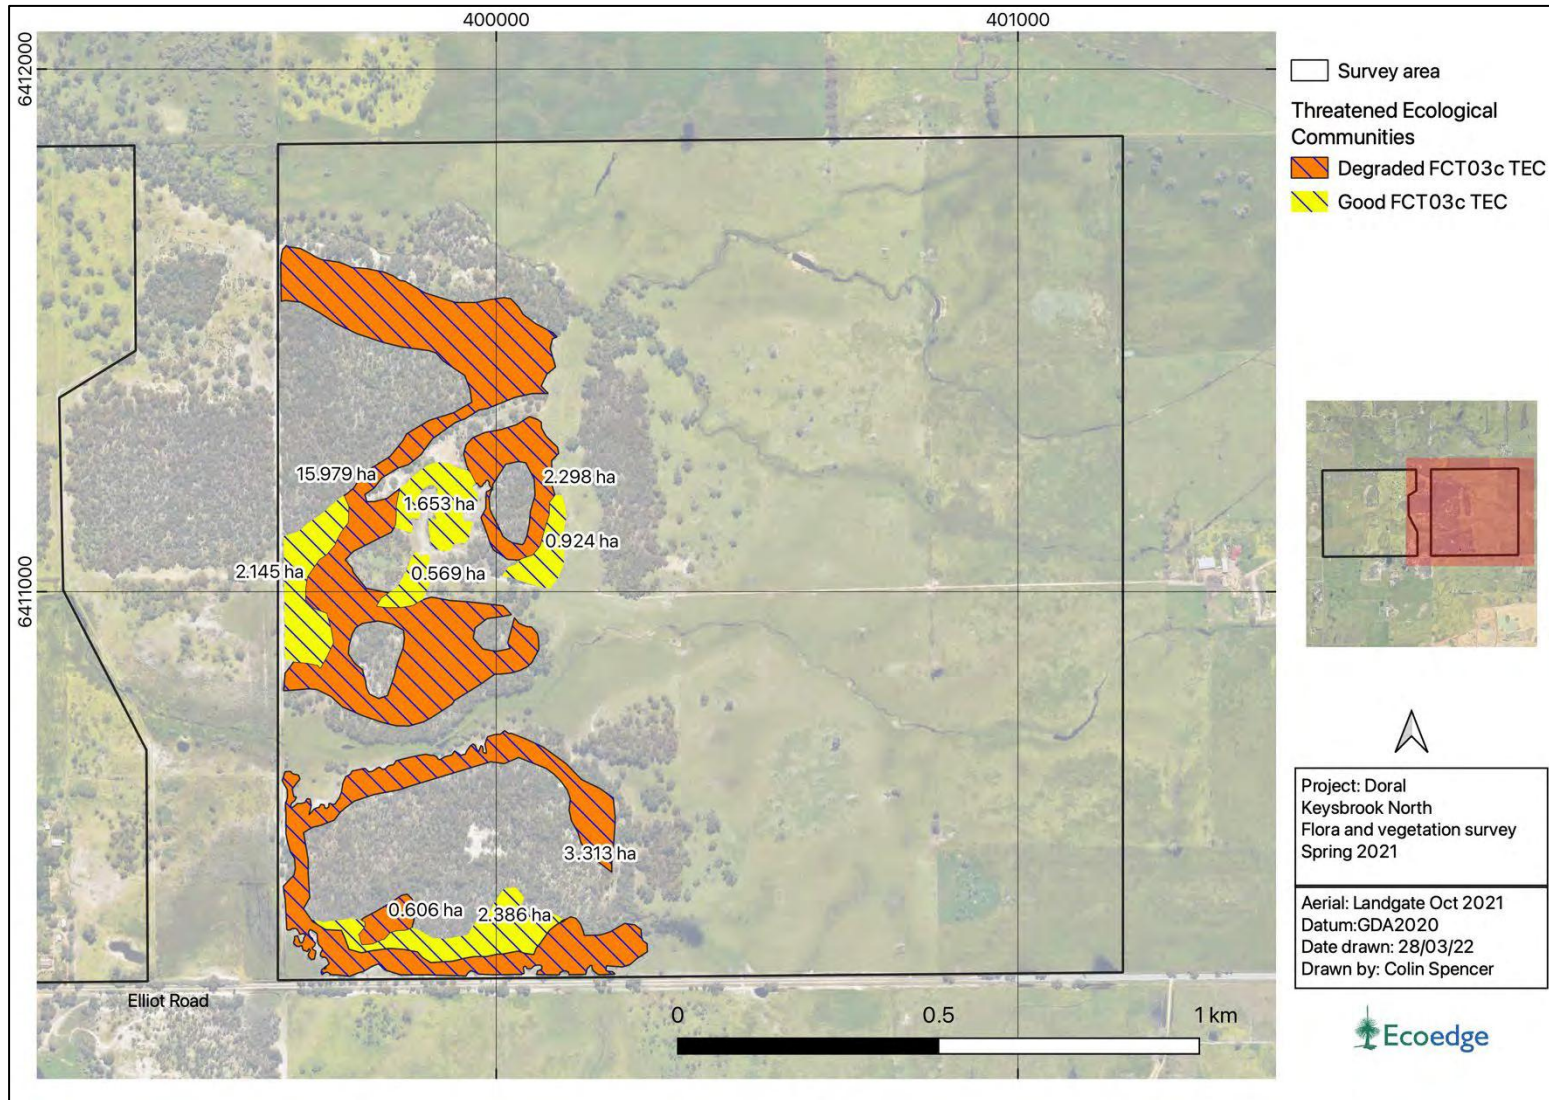 400000
401000
6412000
6411000
Survey area
Threatened Ecological
Communities
Degraded FCT03c TEC
Good FCT03c TEC
15.979 ha
2.298 ha
1.653 ha
0.924 ha
2.145 ha
0.569 ha
3.313 ha
0.606 ha
2.386 ha
Elliot Road
0 0.5 1 km
Project: Doral
Keysbrook North
Flora and vegetation survey
Spring 2021
Aerial: Landgate Oct 2021
Datum:GDA2020
Date drawn: 28/03/22
Drawn by: Colin Spencer
Ecoedge